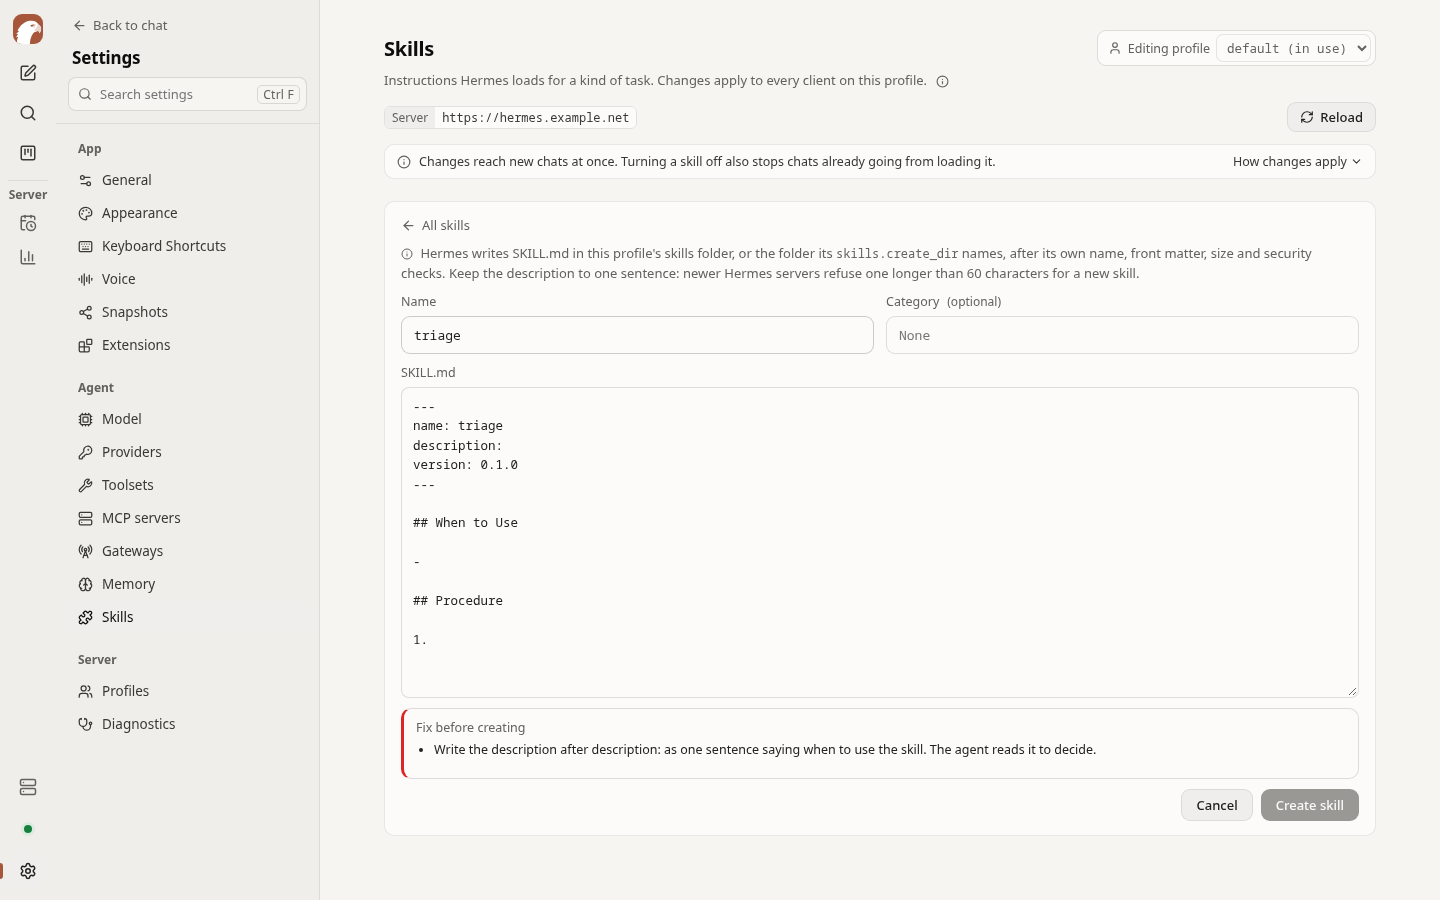 Back to chat
Settings
Search settings
Ctrl F
App
General
Appearance
Keyboard Shortcuts
Voice
Snapshots
Extensions
Agent
Model
Providers
Toolsets
MCP servers
Gateways
Memory
Skills
Server
Profiles
Diagnostics
Server
Skills
Editing profile
default (in use)
Instructions Hermes loads for a kind of task. Changes apply to every client on this profile.
Server
https://hermes.example.net
Reload
Changes reach new chats at once. Turning a skill off also stops chats already going from loading it.
How changes apply
All skills
Hermes writes SKILL.md in this profile's skills folder, or the folder its skills.create_dir names, after its own name, front matter, size and security
checks. Keep the description to one sentence: newer Hermes servers refuse one longer than 60 characters for a new skill.
Name
Category (optional)
triage
None
SKILL.md
---
name: triage
description:
version: 0.1.0
---
## When to Use
-
## Procedure
1.
Fix before creating
• Write the description after description: as one sentence saying when to use the skill. The agent reads it to decide.
Cancel
Create skill